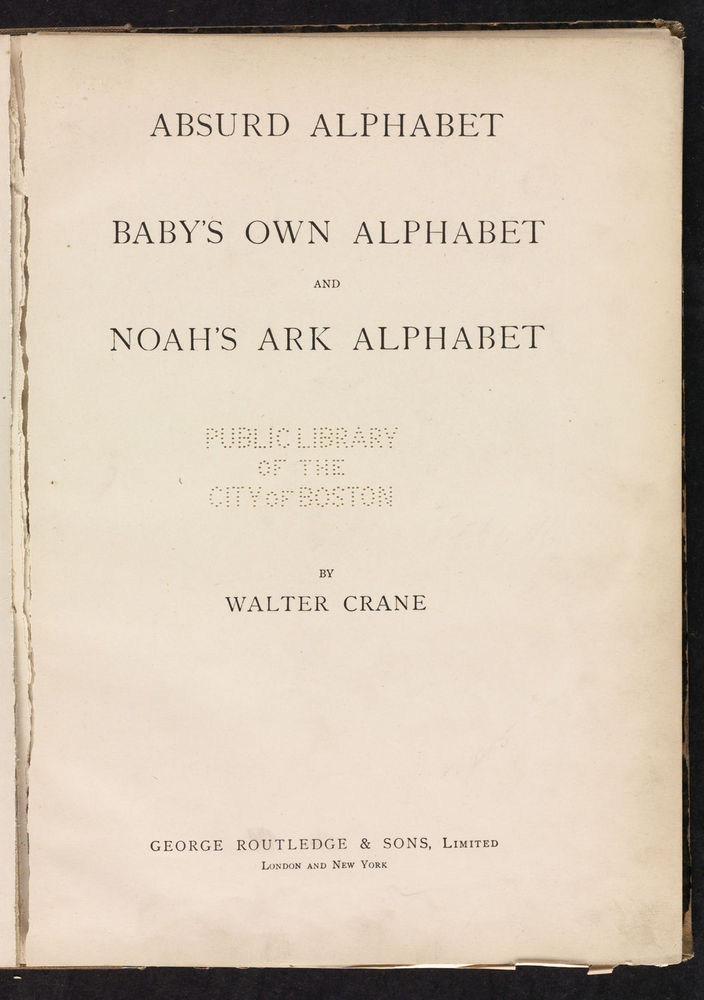 ABSURD ALPHABET
BABY'S OWN ALPHABET
AND
NOAH'S ARK ALPHABET
PUBLIC LIBRARY
OF THE
CITY OF BOSTON
BY
WALTER CRANE
GEORGE ROUTLEDGE & SONS, LIMITED
LONDON AND NEW YORK